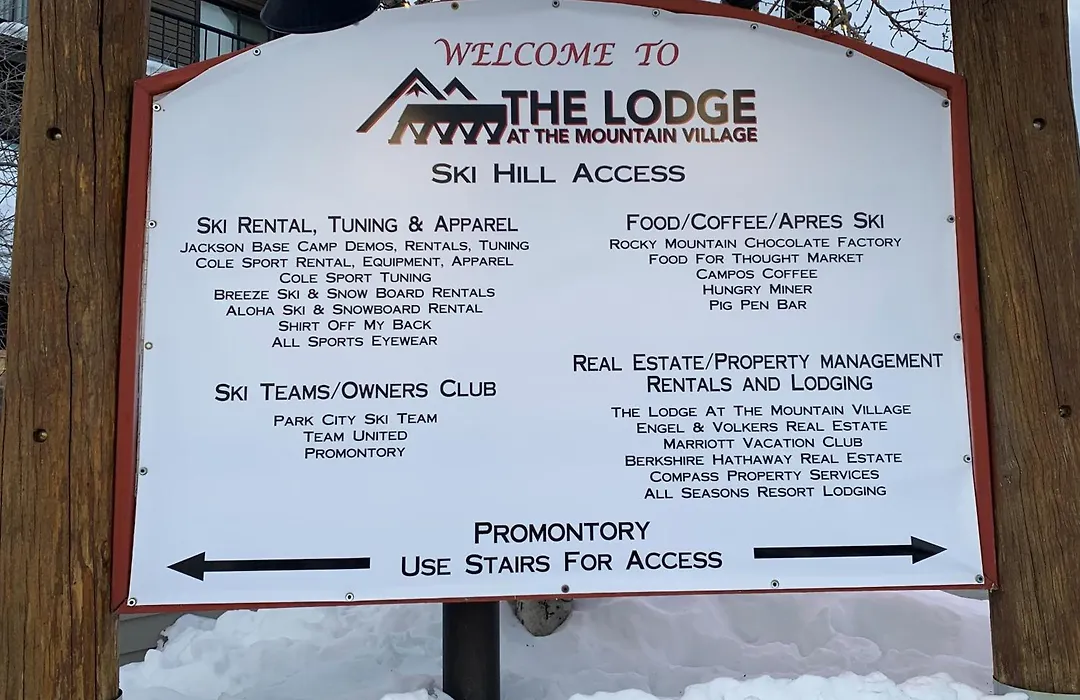 WELCOME TO
THE LODGE
AT THE MOUNTAIN VILLAGE
SKI HILL ACCESS
SKI RENTAL, TUNING & APPAREL
JACKSON BASE CAMP DEMOS, RENTALS, TUNING
COLE SPORT RENTAL, EQUIPMENT, APPAREL
COLE SPORT TUNING
BREEZE SKI & SNOW BOARD RENTALS
ALOHA SKI & SNOWBOARD RENTAL
SHIRT OFF MY BACK
ALL SPORTS EYEWEAR
SKI TEAMS/OWNERS CLUB
PARK CITY SKI TEAM
TEAM UNITED
PROMONTORY
FOOD/COFFEE/APRES SKI
ROCKY MOUNTAIN CHOCOLATE FACTORY
FOOD FOR THOUGHT MARKET
CAMPOS COFFEE
HUNGRY MINER
PIG PEN BAR
REAL ESTATE/PROPERTY MANAGEMENT
RENTALS AND LODGING
THE LODGE AT THE MOUNTAIN VILLAGE
ENGEL & VOLKERS REAL ESTATE
MARRIOTT VACATION CLUB
BERKSHIRE HATHAWAY REAL ESTATE
COMPASS PROPERTY SERVICES
ALL SEASONS RESORT LODGING
PROMONTORY
USE STAIRS FOR ACCESS